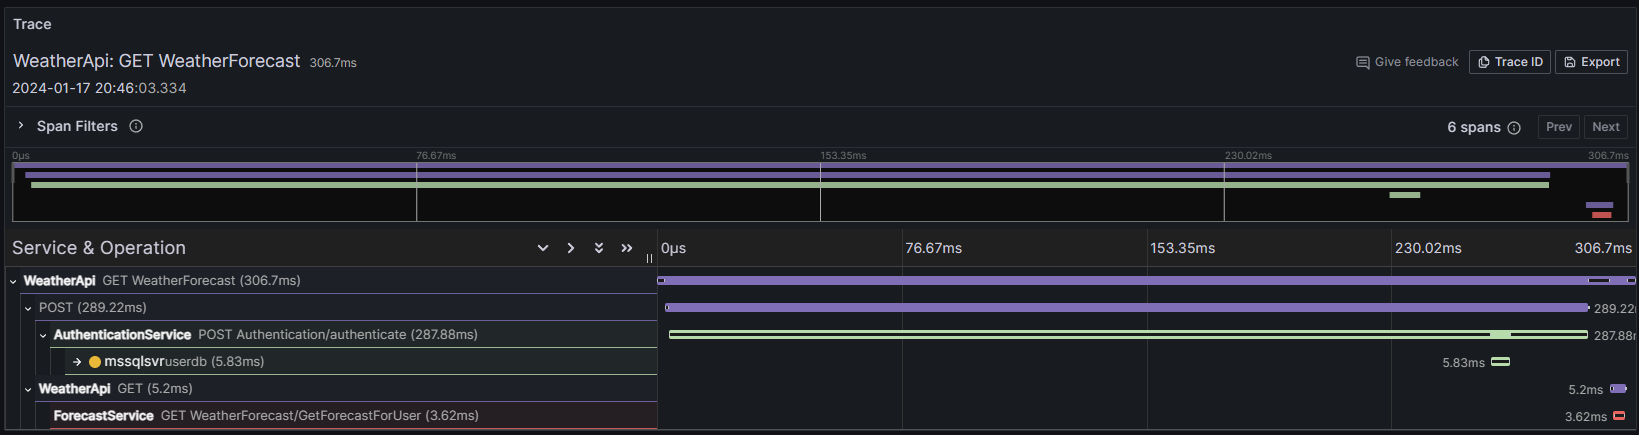 Trace
WeatherApi: GET WeatherForecast 306.7ms
Give feedback Trace ID Export
2024-01-17 20:46:03.334
Span Filters 6 spans Prev Next
0µs 76.67ms 153.35ms 230.02ms 306.7ms
Service & Operation 0µs 76.67ms 153.35ms 230.02ms 306.7ms
WeatherApi GET WeatherForecast (306.7ms)
POST (289.22ms) 289.22
AuthenticationService POST Authentication/authenticate (287.88ms) 287.88
mssqlsvr userdb (5.83ms) 5.83ms
WeatherApi GET (5.2ms) 5.2ms
ForecastService GET WeatherForecast/GetForecastForUser (3.62ms) 3.62ms